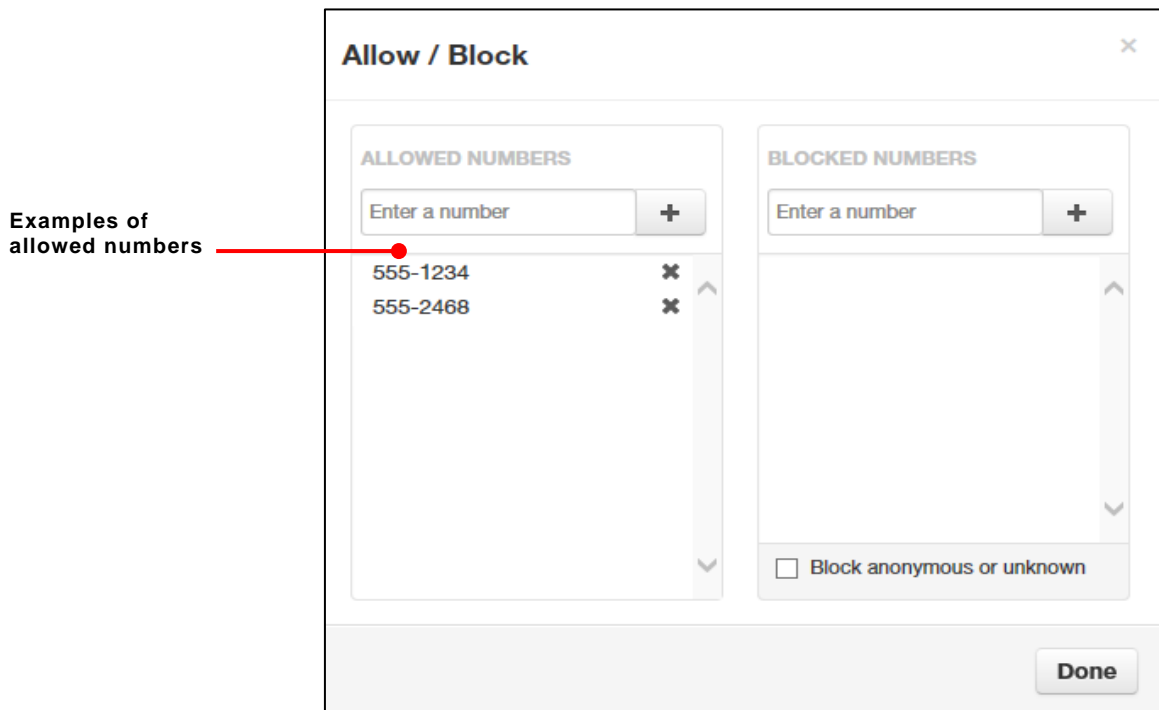 Allow / Block
Examples of
allowed numbers
ALLOWED NUMBERS
Enter a number
555-1234
555-2468
BLOCKED NUMBERS
Enter a number
Block anonymous or unknown
Done